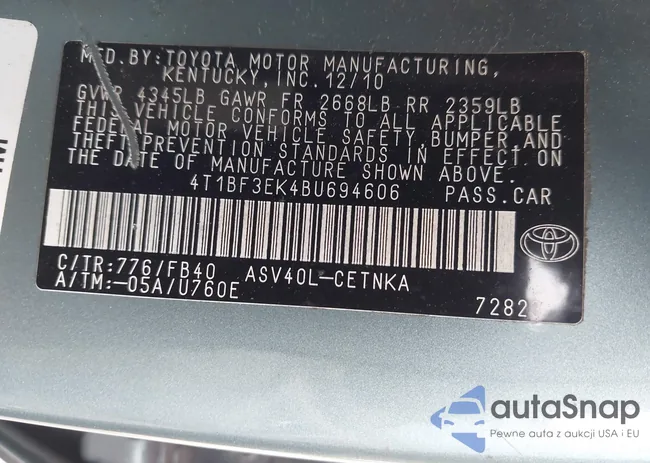 MFD.BY:TOYOTA MOTOR MANUFACTURING,
KENTUCKY, INC. 12/10
GVWR 4345LB GAWR FR 2668LB RR 2359LB
THIS VEHICLE CONFORMS TO ALL APPLICABLE
FEDERAL MOTOR VEHICLE SAFETY, BUMPER, AND
THEFT PREVENTION STANDARDS IN EFFECT ON
THE DATE OF MANUFACTURE SHOWN ABOVE.
4T1BF3EK4BU694606 PASS.CAR
C/TR:776/FB40 ASV40L-CETNKA
A/TM:-05A/U760E
7282
autaSnap
Pewne auta z aukcji USA i EU